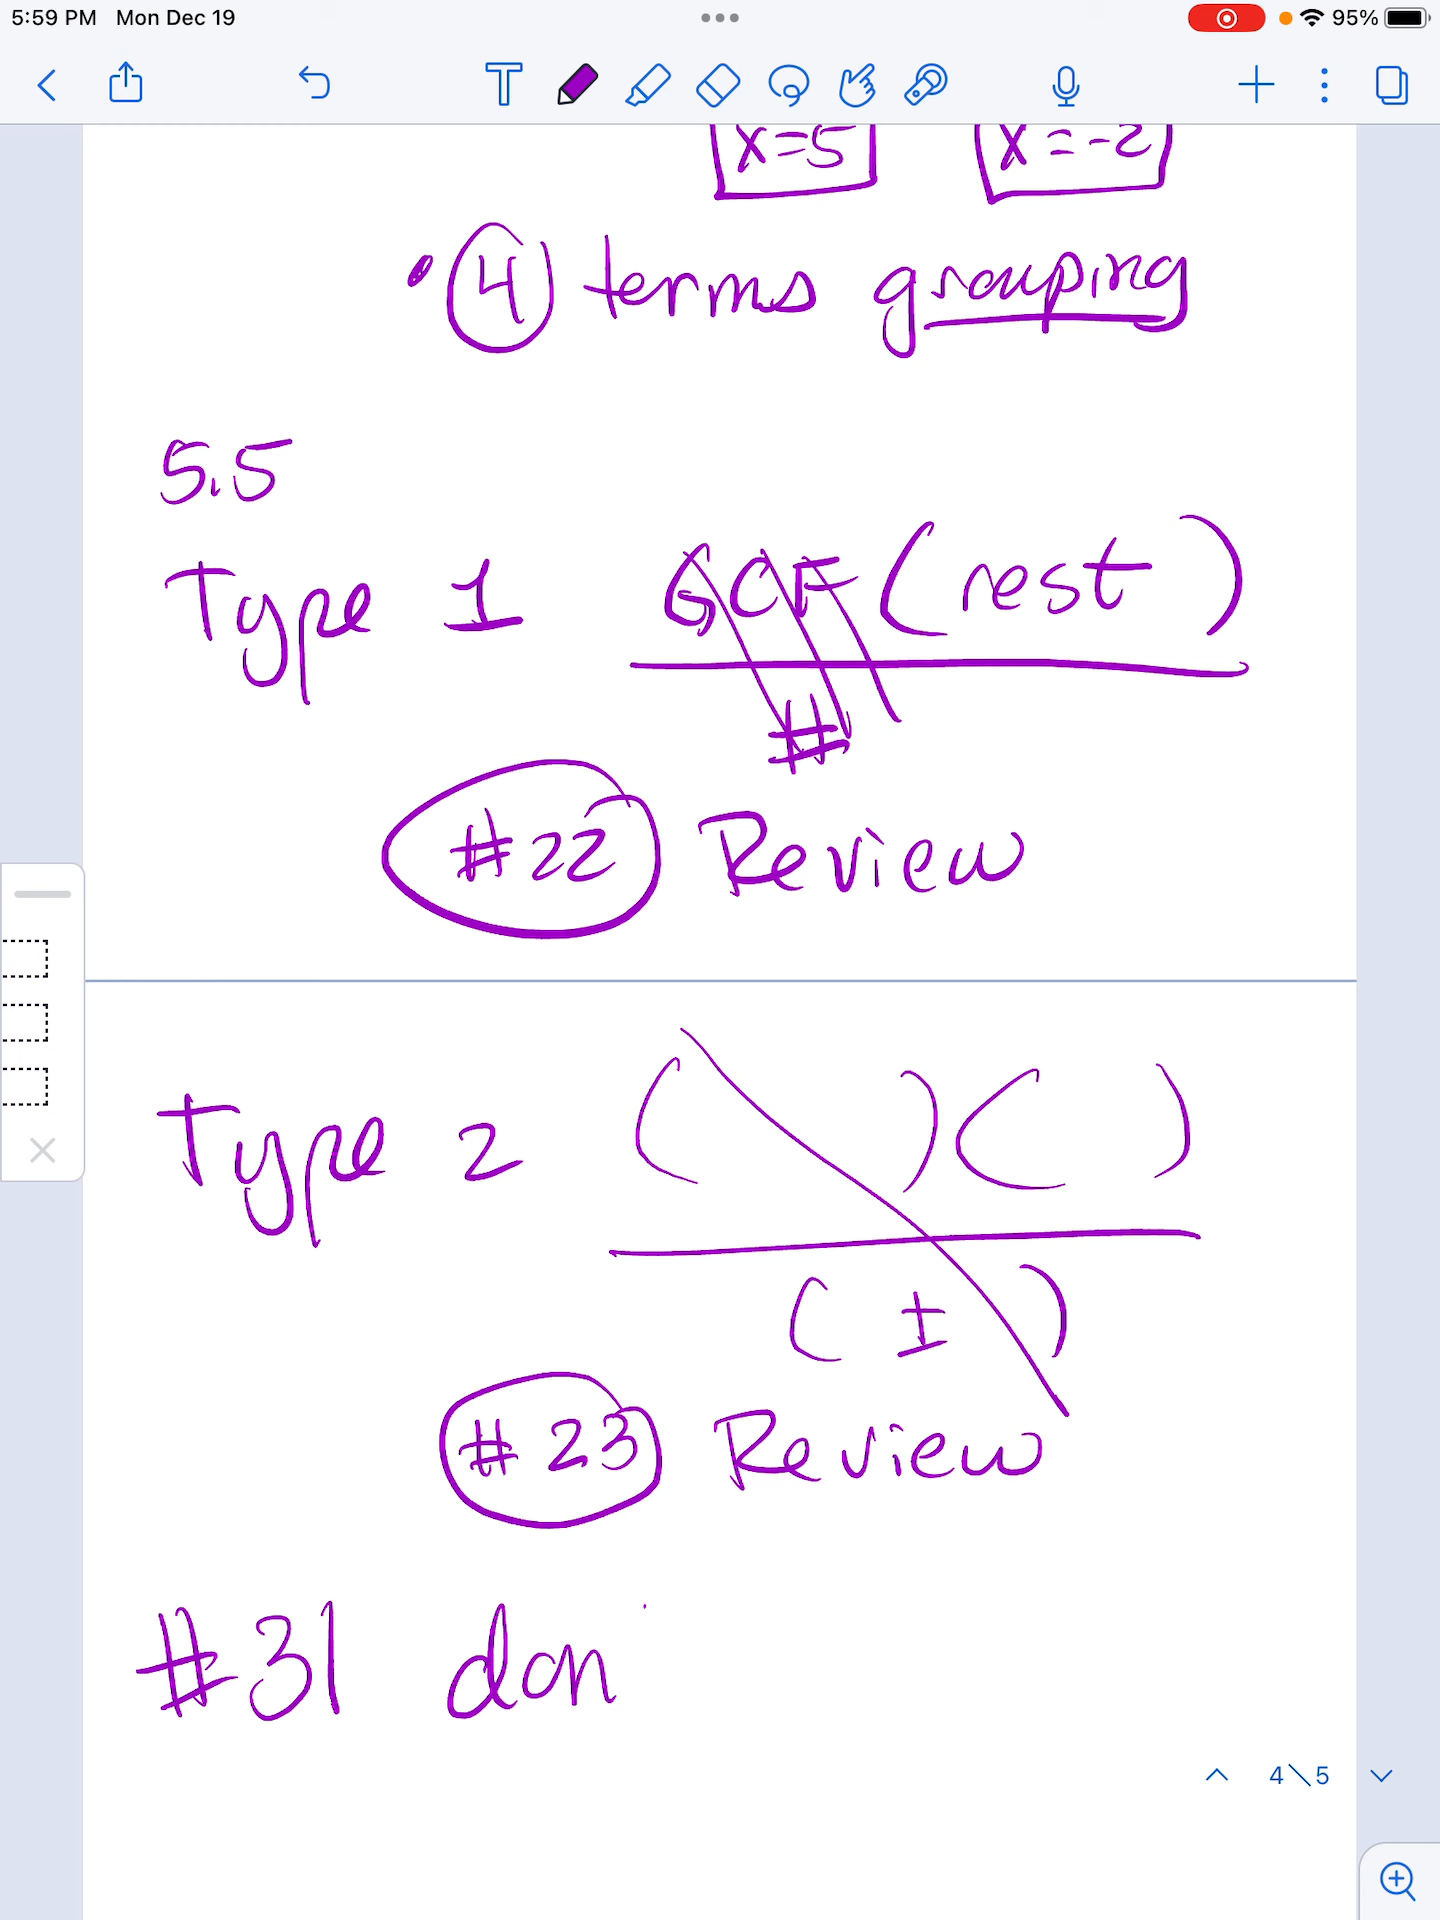 5:59 PM Mon Dec 19 95%
T
x=5 x=-2
• 4 terms grouping
5.5
Type 1 GCF(rest)
#
#22 Review
Type 2 ( )( )
( ± )
#23 Review
#31 don
4\5